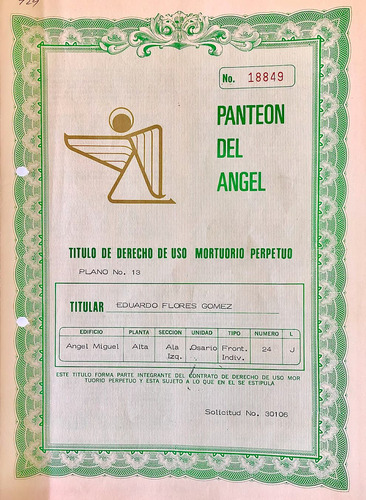 No. 18849
PANTEON
DEL
ANGEL
TITULO DE DERECHO DE USO MORTUORIO PERPETUO
PLANO No. 13
TITULAR EDUARDO FLORES GOMEZ
EDIFICIO PLANTA SECCION UNIDAD TIPO NUMERO L
Angel Miguel Alta Ala Izq. Osario Front. Indiv. 24 J
ESTE TITULO FORMA PARTE INTEGRANTE DEL CONTRATO DE DERECHO DE USO MOR
TUORIO PERPETUO Y ESTA SUJETO A LO QUE EN EL SE ESTIPULA
Solicitud No. 30106